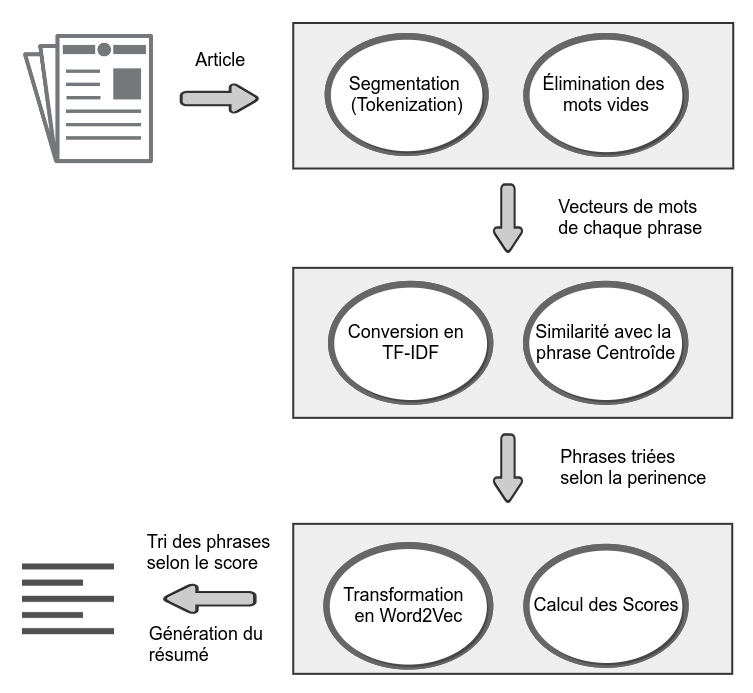 Article
Segmentation
(Tokenization)
Élimination des
mots vides
Vecteurs de mots
de chaque phrase
Conversion en
TF-IDF
Similarité avec la
phrase Centroîde
Phrases triées
selon la perinence
Transformation
en Word2Vec
Calcul des Scores
Tri des phrases
selon le score
Génération du
résumé